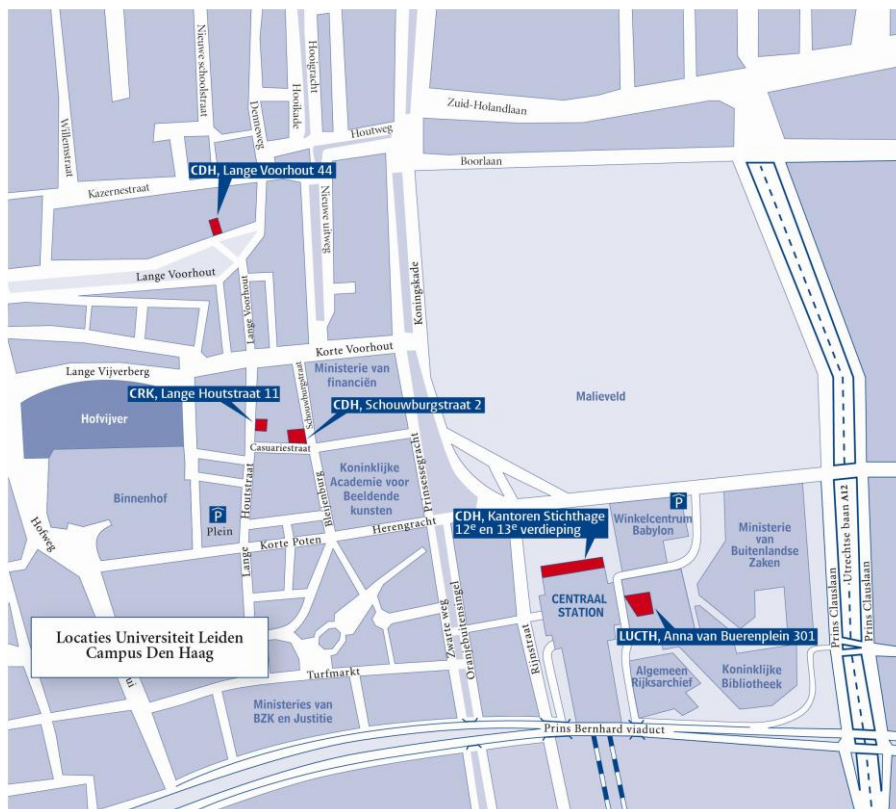 Nieuwe schoolstraat
Hooigracht
Hooikade
Denneweg
Willemstraat
Zuid-Hollandlaan
Houtweg
Boorlaan
CDH, Lange Voorhout 44
Kazernestraat
Nieuwe uitweg
Koningskade
Lange Voorhout
Lange Voorhout
Korte Voorhout
Lange Vijverberg
Ministerie van
financiën
Schouwburgstraat
CRK, Lange Houtstraat 11
CDH, Schouwburgstraat 2
Malieveld
Hofvijver
Casuariestraat
Prinsessegracht
Koninklijke
Academie voor
Beeldende
kunsten
Binnenhof
Houtstraat
Bleijenburg
P
Plein
Herengracht
Korte Poten
Lange
Hofweg
CDH, Kantoren Stichthage
12e en 13e verdieping
P
Winkelcentrum
Babylon
Ministerie
van
Buitenlandse
Zaken
Utrechtse baan A12
Prins Clauslaan
Prins Clauslaan
CENTRAAL
STATION
LUCTH, Anna van Buerenplein 301
Locaties Universiteit Leiden
Campus Den Haag
Zwarte weg
Oranjebuitensingel
Rijnstraat
Turfmarkt
Algemeen
Rijksarchief
Koninklijke
Bibliotheek
Ministeries van
BZK en Justitie
Prins Bernhard viaduct